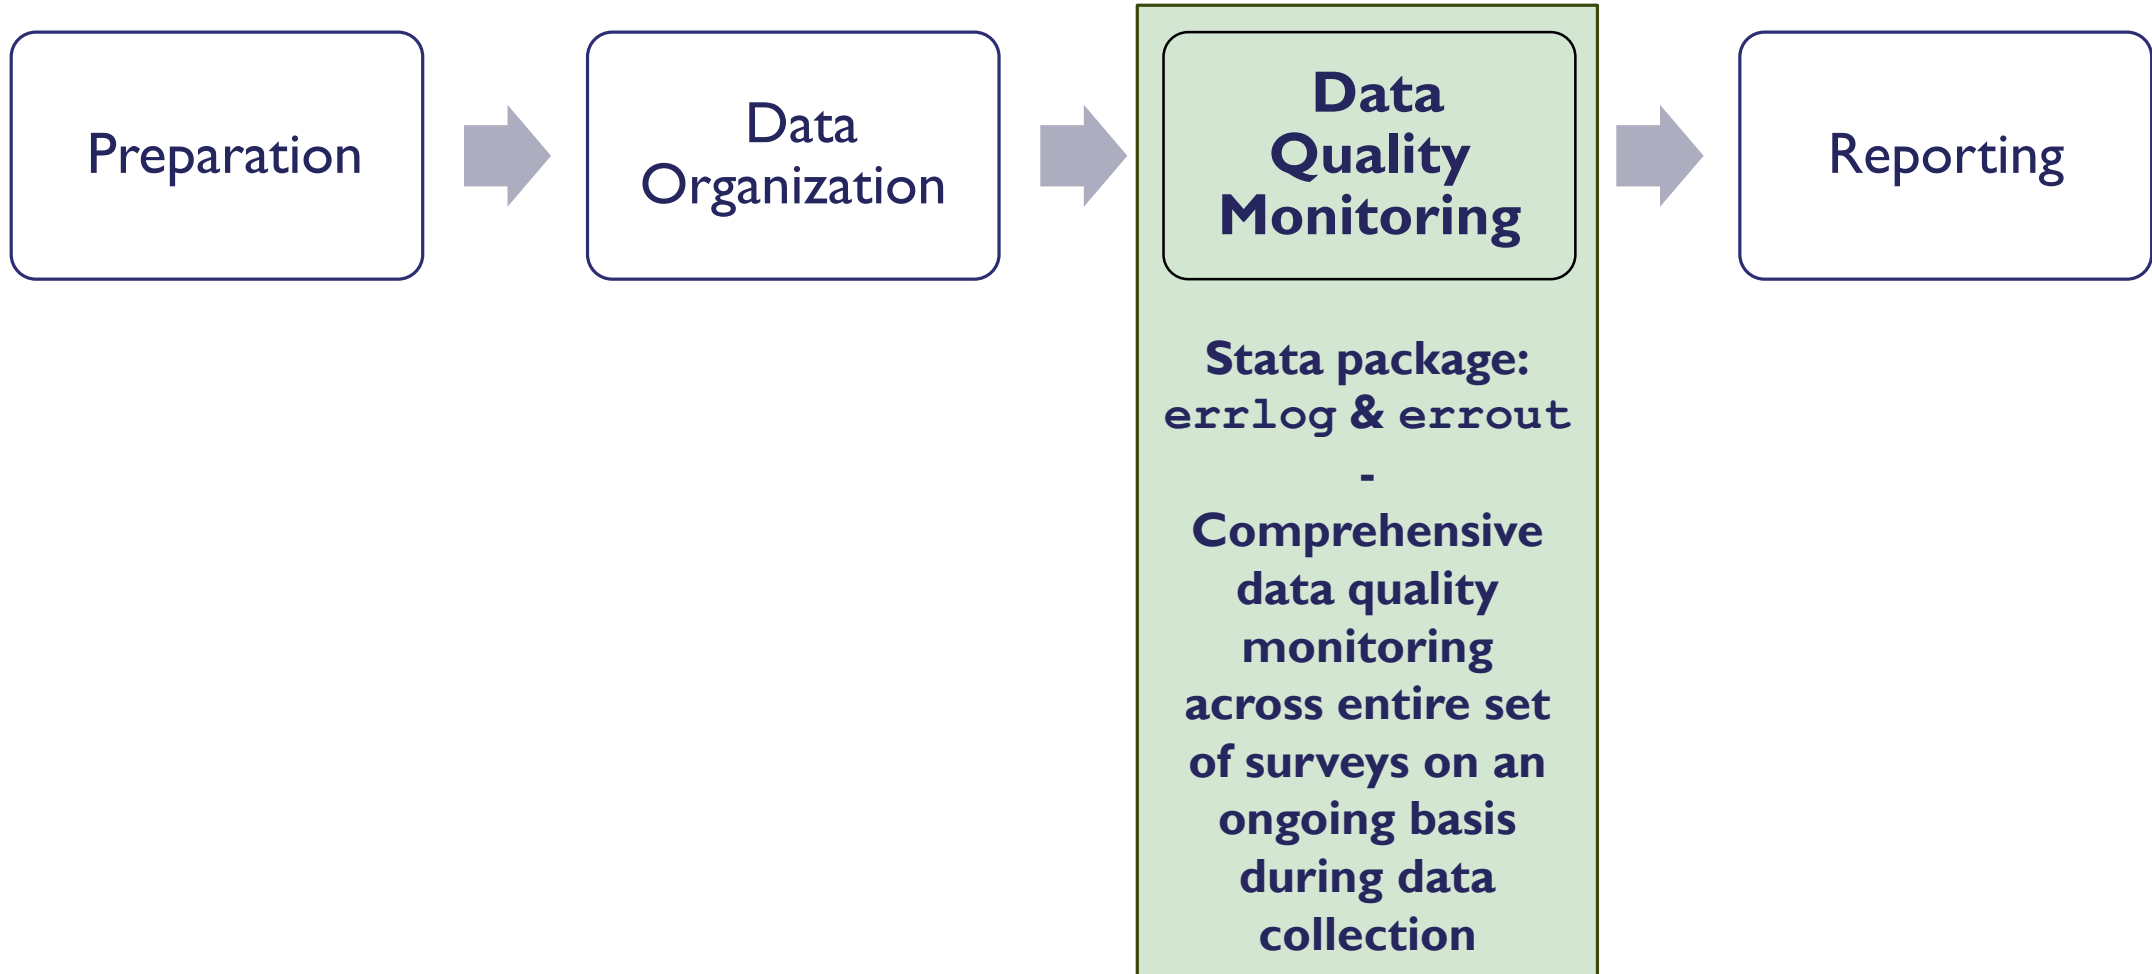 Preparation
Data
Organization
Data
Quality
Monitoring
Reporting
Stata package:
errlog & errout
-
Comprehensive
data quality
monitoring
across entire set
of surveys on an
ongoing basis
during data
collection